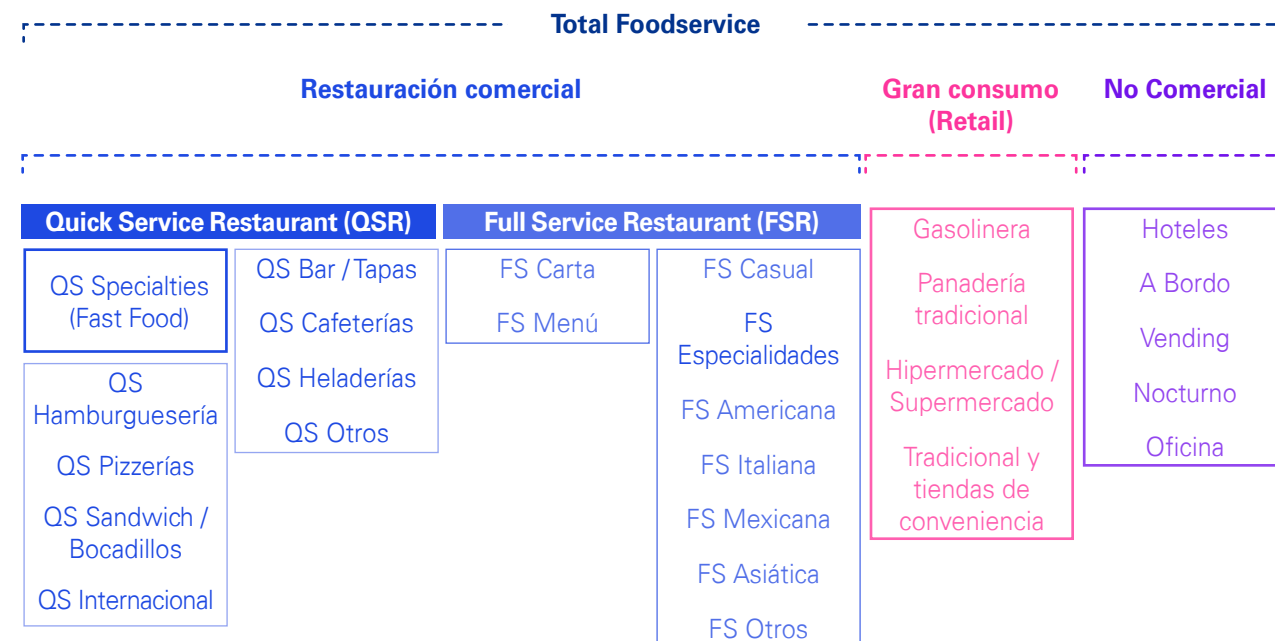 Total Foodservice
Restauración comercial
Gran consumo
(Retail)
No Comercial
Quick Service Restaurant (QSR)
QS Specialties
(Fast Food)
QS
Hamburguesería
QS Pizzerías
QS Sandwich /
Bocadillos
QS Internacional
QS Bar / Tapas
QS Cafeterías
QS Heladerías
QS Otros
Full Service Restaurant (FSR)
FS Carta
FS Menú
FS Casual
FS
Especialidades
FS Americana
FS Italiana
FS Mexicana
FS Asiática
FS Otros
Gasolinera
Panadería
tradicional
Hipermercado /
Supermercado
Tradicional y
tiendas de
conveniencia
Hoteles
A Bordo
Vending
Nocturno
Oficina